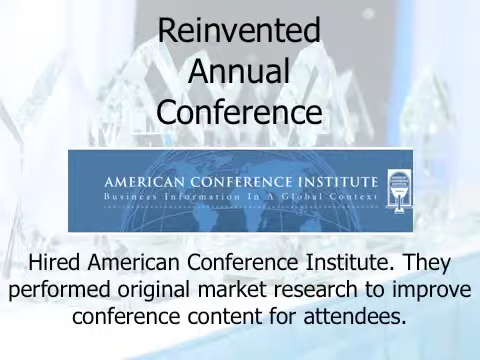 Reinvented
Annual
Conference
AMERICAN CONFERENCE INSTITUTE
Business Information In A Global Context
Hired American Conference Institute. They
performed original market research to improve
conference content for attendees.